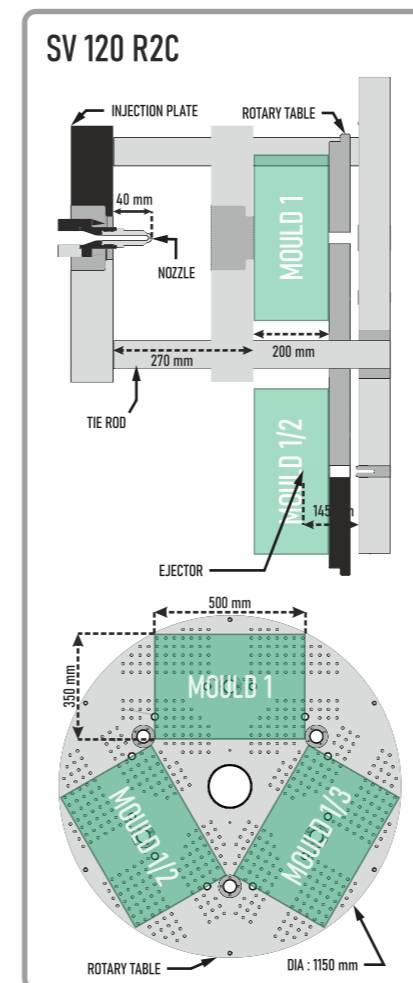 SV 120 R2C
INJECTION PLATE
ROTARY TABLE
40 mm
MOULD 1
NOZZLE
270 mm
200 mm
TIE ROD
MOULD 1/2
EJECTOR
500 mm
350 mm
MOULD 1
MOULD 1/2
MOULD 1/3
ROTARY TABLE
DIA : 1150 mm